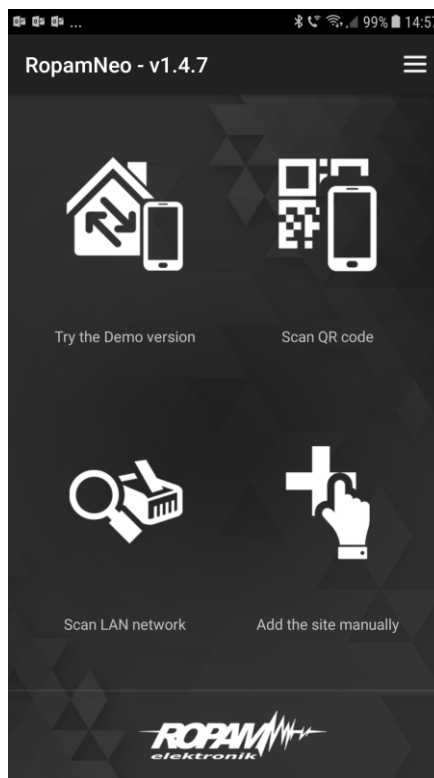 ... 99% 14:57
RopamNeo - v1.4.7
Try the Demo version
Scan QR code
Scan LAN network
Add the site manually
ROPAM
elektronik